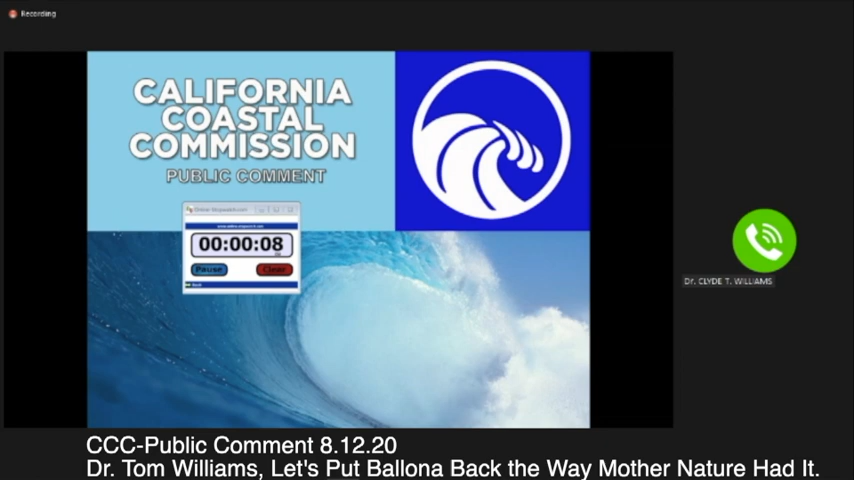 Recording
CALIFORNIA
COASTAL
COMMISSION
PUBLIC COMMENT
00:00:08
Pause
Clear
Back
Dr. CLYDE T. WILLIAMS
CCC-Public Comment 8.12.20
Dr. Tom Williams, Let's Put Ballona Back the Way Mother Nature Had It.